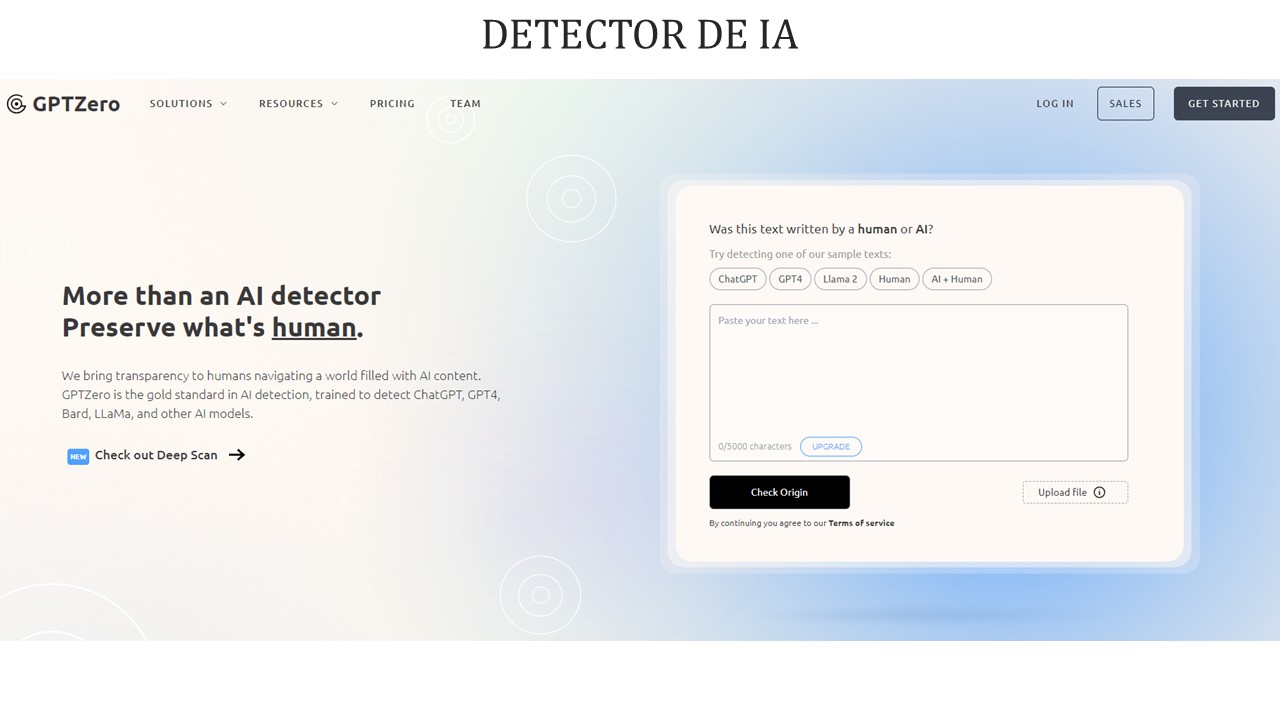 DETECTOR DE IA
GPTZero SOLUTIONS RESOURCES PRICING TEAM LOG IN SALES GET STARTED
More than an AI detector
Preserve what's human.
We bring transparency to humans navigating a world filled with AI content.
GPTZero is the gold standard in AI detection, trained to detect ChatGPT, GPT4,
Bard, LLaMa, and other AI models.
NEW Check out Deep Scan
Was this text written by a human or AI?
Try detecting one of our sample texts:
ChatGPT GPT4 Llama 2 Human AI + Human
Paste your text here ...
0/5000 characters UPGRADE
Check Origin Upload file
By continuing you agree to our Terms of service